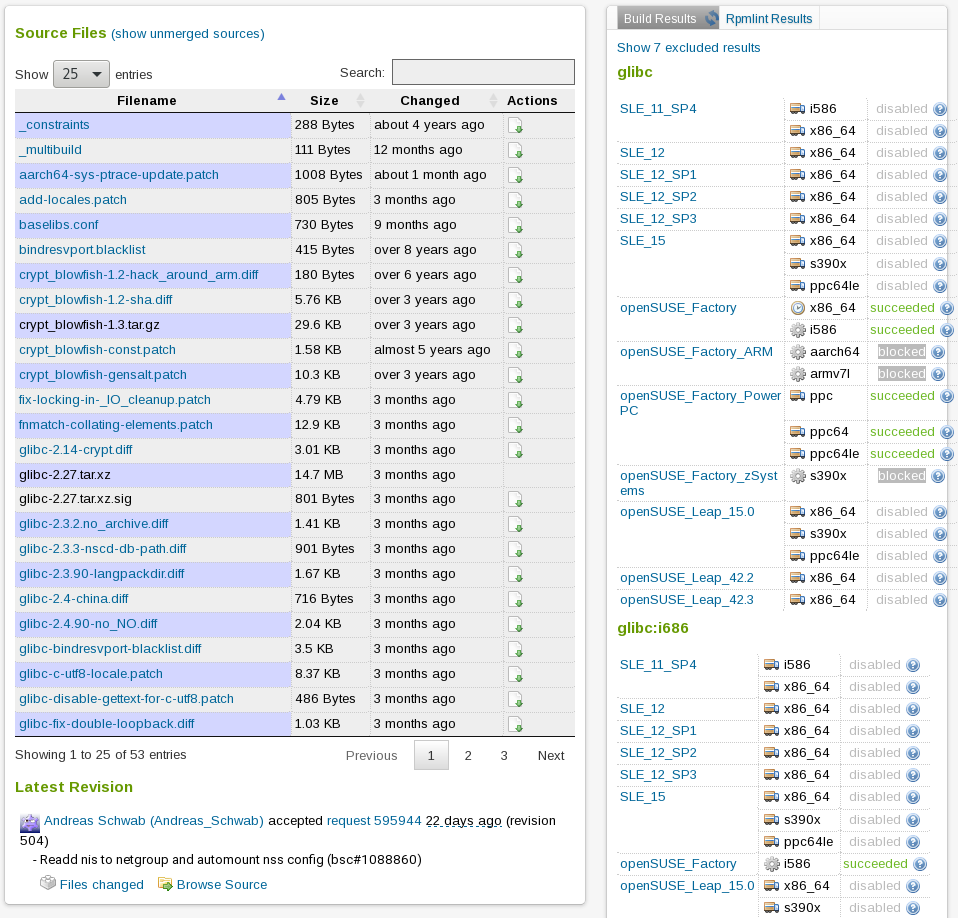 Source Files (show unmerged sources)
Show 25 entries
Search:
Filename Size Changed Actions
_constraints 288 Bytes about 4 years ago
_multibuild 111 Bytes 12 months ago
aarch64-sys-ptrace-update.patch 1008 Bytes about 1 month ago
add-locales.patch 805 Bytes 3 months ago
baselibs.conf 730 Bytes 9 months ago
bindresvport.blacklist 415 Bytes over 8 years ago
crypt_blowfish-1.2-hack_around_arm.diff 180 Bytes over 6 years ago
crypt_blowfish-1.2-sha.diff 5.76 KB over 3 years ago
crypt_blowfish-1.3.tar.gz 29.6 KB over 3 years ago
crypt_blowfish-const.patch 1.58 KB almost 5 years ago
crypt_blowfish-gensalt.patch 10.3 KB over 3 years ago
fix-locking-in-_IO_cleanup.patch 4.79 KB 3 months ago
fnmatch-collating-elements.patch 12.9 KB 3 months ago
glibc-2.14-crypt.diff 3.01 KB 3 months ago
glibc-2.27.tar.xz 14.7 MB 3 months ago
glibc-2.27.tar.xz.sig 801 Bytes 3 months ago
glibc-2.3.2.no_archive.diff 1.41 KB 3 months ago
glibc-2.3.3-nscd-db-path.diff 901 Bytes 3 months ago
glibc-2.3.90-langpackdir.diff 1.67 KB 3 months ago
glibc-2.4-china.diff 716 Bytes 3 months ago
glibc-2.4.90-no_NO.diff 2.04 KB 3 months ago
glibc-bindresvport-blacklist.diff 3.5 KB 3 months ago
glibc-c-utf8-locale.patch 8.37 KB 3 months ago
glibc-disable-gettext-for-c-utf8.patch 486 Bytes 3 months ago
glibc-fix-double-loopback.diff 1.03 KB 3 months ago
Showing 1 to 25 of 53 entries
Previous 1 2 3 Next
Latest Revision
Andreas Schwab (Andreas_Schwab) accepted request 595944 22 days ago (revision
504)
- Readd nis to netgroup and automount nss config (bsc#1088860)
Files changed Browse Source
Build Results Rpmlint Results
Show 7 excluded results
glibc
SLE_11_SP4 i586 disabled
x86_64 disabled
SLE_12 x86_64 disabled
SLE_12_SP1 x86_64 disabled
SLE_12_SP2 x86_64 disabled
SLE_12_SP3 x86_64 disabled
SLE_15 x86_64 disabled
s390x disabled
ppc64le disabled
openSUSE_Factory x86_64 succeeded
i586 succeeded
openSUSE_Factory_ARM aarch64 blocked
armv7l blocked
openSUSE_Factory_Power ppc succeeded
PC
ppc64 succeeded
ppc64le succeeded
openSUSE_Factory_zSyst s390x blocked
ems
openSUSE_Leap_15.0 x86_64 disabled
s390x disabled
ppc64le disabled
openSUSE_Leap_42.2 x86_64 disabled
openSUSE_Leap_42.3 x86_64 disabled
glibc:i686
SLE_11_SP4 i586 disabled
x86_64 disabled
SLE_12 x86_64 disabled
SLE_12_SP1 x86_64 disabled
SLE_12_SP2 x86_64 disabled
SLE_12_SP3 x86_64 disabled
SLE_15 x86_64 disabled
s390x disabled
ppc64le disabled
openSUSE_Factory i586 succeeded
openSUSE_Leap_15.0 x86_64 disabled
s390x disabled